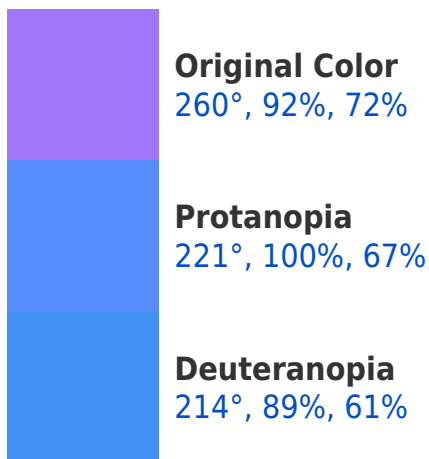 Original Color
260°, 92%, 72%
Protanopia
221°, 100%, 67%
Deuteranopia
214°, 89%, 61%